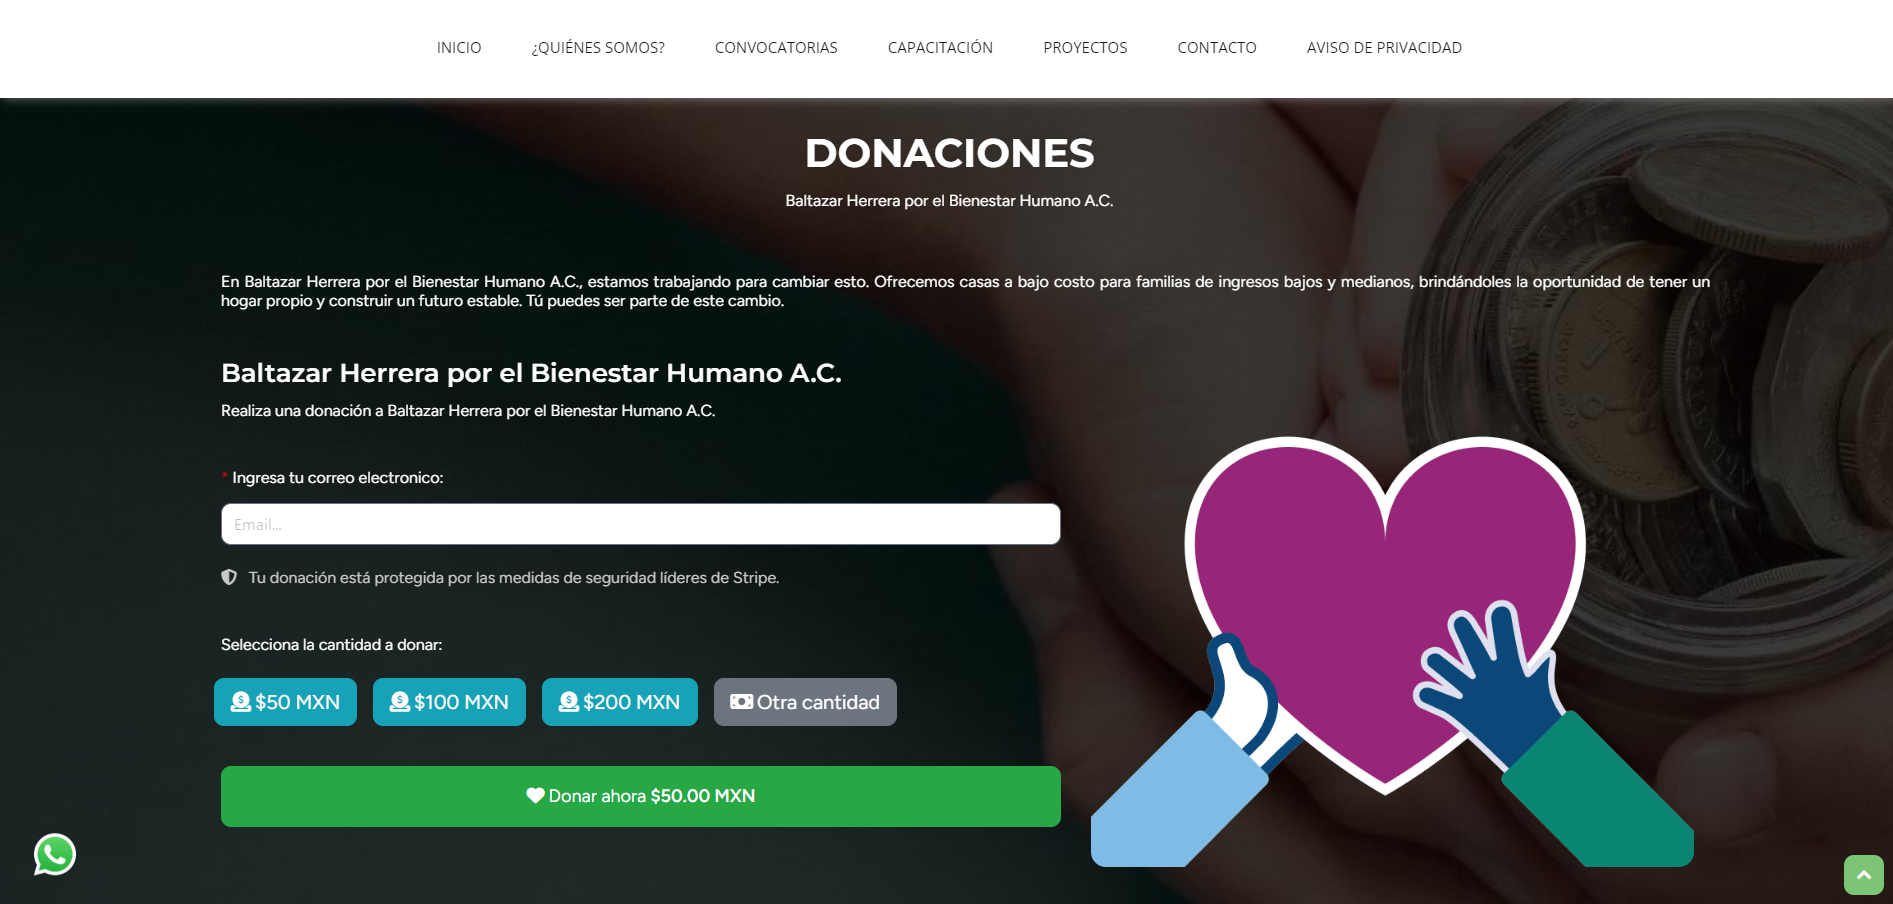 INICIO ¿QUIÉNES SOMOS? CONVOCATORIAS CAPACITACIÓN PROYECTOS CONTACTO AVISO DE PRIVACIDAD
DONACIONES
Baltazar Herrera por el Bienestar Humano A.C.
En Baltazar Herrera por el Bienestar Humano A.C., estamos trabajando para cambiar esto. Ofrecemos casas a bajo costo para familias de ingresos bajos y medianos, brindándoles la oportunidad de tener un
hogar propio y construir un futuro estable. Tú puedes ser parte de este cambio.
Baltazar Herrera por el Bienestar Humano A.C.
Realiza una donación a Baltazar Herrera por el Bienestar Humano A.C.
* Ingresa tu correo electronico:
Email...
Tu donación está protegida por las medidas de seguridad líderes de Stripe.
Selecciona la cantidad a donar:
$50 MXN $100 MXN $200 MXN Otra cantidad
Donar ahora $50.00 MXN